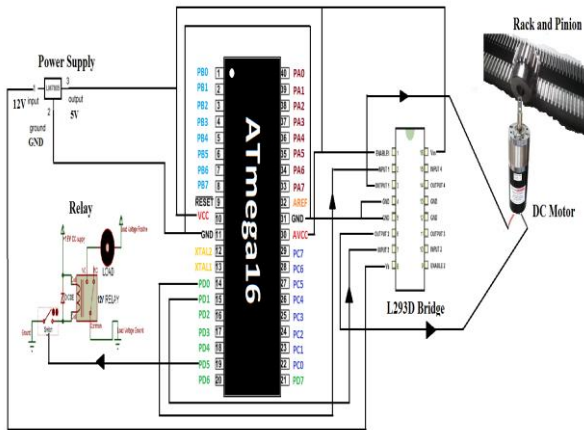 Power Supply
12V
1
input
LM7805
3
output
5V
2
ground
GND
Relay
LOAD
12V RELAY
Common
ATmega16
PB0 1
PB1 2
PB2 3
PB3 4
PB4 5
PB5 6
PB6 7
PB7 8
RESET 9
VCC 10
GND 11
XTAL2 12
XTAL1 13
PD0 14
PD1 15
PD2 16
PD3 17
PD4 18
PD5 19
PD6 20
40 PA0
39 PA1
38 PA2
37 PA3
36 PA4
35 PA5
34 PA6
33 PA7
32 AREF
31 GND
30 AVCC
29 PC7
28 PC6
27 PC5
26 PC4
25 PC3
24 PC2
23 PC1
22 PC0
21 PD7
GND
GND
GND
GND
L293D Bridge
Rack and Pinion
DC Motor